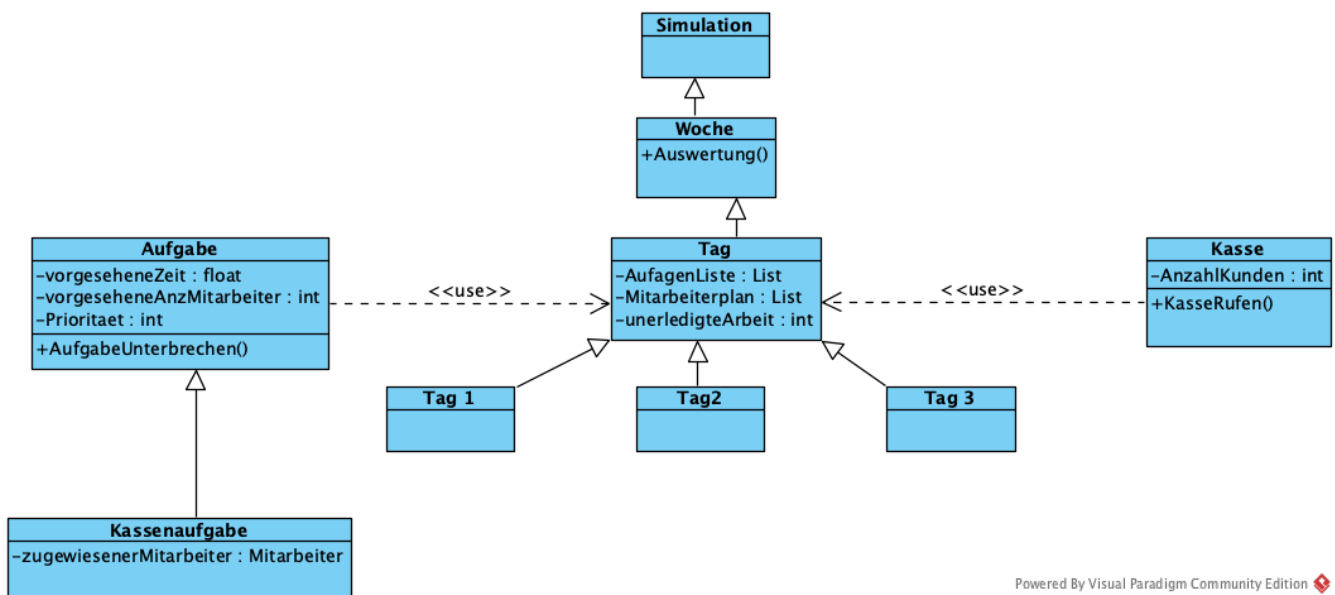 Simulation
Woche
+Auswertung()
Aufgabe
-vorgeseheneZeit : float
-vorgeseheneAnzMitarbeiter : int
-Prioritaet : int
+AufgabeUnterbrechen()
<<use>>
Tag
-AufagenListe : List
-Mitarbeiterplan : List
-unerledigteArbeit : int
<<use>>
Kasse
-AnzahlKunden : int
+KasseRufen()
Tag 1
Tag2
Tag 3
Kassenaufgabe
-zugewiesenerMitarbeiter : Mitarbeiter
Powered By Visual Paradigm Community Edition